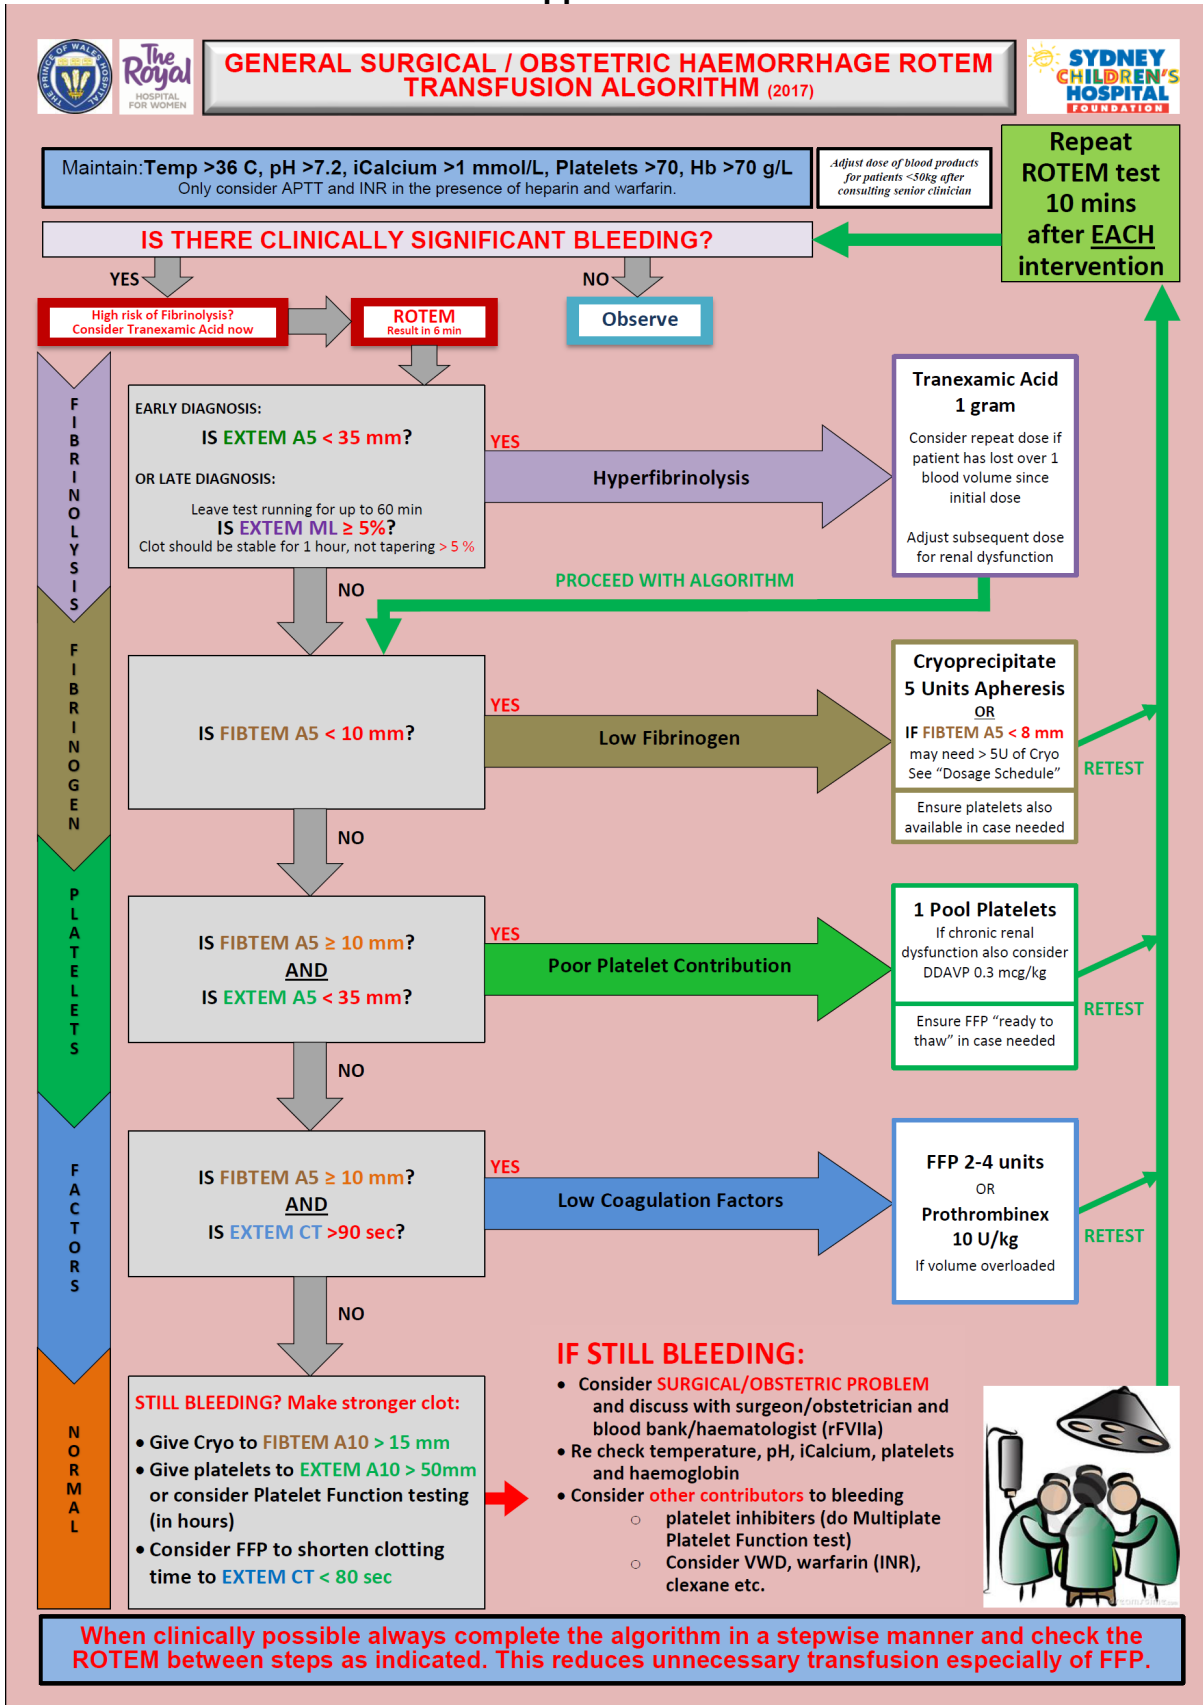 THE PRINCE OF WALES HOSPITAL
The
Royal
HOSPITAL
FOR WOMEN
GENERAL SURGICAL / OBSTETRIC HAEMORRHAGE ROTEM
TRANSFUSION ALGORITHM (2017)
SYDNEY
CHILDREN'S
HOSPITAL
FOUNDATION
Maintain:Temp >36 C, pH >7.2, iCalcium >1 mmol/L, Platelets >70, Hb >70 g/L
Only consider APTT and INR in the presence of heparin and warfarin.
Adjust dose of blood products
for patients <50kg after
consulting senior clinician
Repeat
ROTEM test
10 mins
after EACH
intervention
IS THERE CLINICALLY SIGNIFICANT BLEEDING?
YES
NO
High risk of Fibrinolysis?
Consider Tranexamic Acid now
ROTEM
Result in 6 min
Observe
FIBRINOLYSIS
EARLY DIAGNOSIS:
IS EXTEM A5 < 35 mm?
OR LATE DIAGNOSIS:
Leave test running for up to 60 min
IS EXTEM ML ≥ 5%?
Clot should be stable for 1 hour, not tapering > 5 %
YES
Hyperfibrinolysis
Tranexamic Acid
1 gram
Consider repeat dose if
patient has lost over 1
blood volume since
initial dose
Adjust subsequent dose
for renal dysfunction
NO
PROCEED WITH ALGORITHM
FIBRINOGEN
IS FIBTEM A5 < 10 mm?
YES
Low Fibrinogen
Cryoprecipitate
5 Units Apheresis
OR
IF FIBTEM A5 < 8 mm
may need > 5U of Cryo
See “Dosage Schedule”
Ensure platelets also
available in case needed
RETEST
NO
PLATELETS
IS FIBTEM A5 ≥ 10 mm?
AND
IS EXTEM A5 < 35 mm?
YES
Poor Platelet Contribution
1 Pool Platelets
If chronic renal
dysfunction also consider
DDAVP 0.3 mcg/kg
Ensure FFP “ready to
thaw” in case needed
RETEST
NO
FACTORS
IS FIBTEM A5 ≥ 10 mm?
AND
IS EXTEM CT >90 sec?
YES
Low Coagulation Factors
FFP 2-4 units
OR
Prothrombinex
10 U/kg
If volume overloaded
RETEST
NO
NORMAL
STILL BLEEDING? Make stronger clot:
• Give Cryo to FIBTEM A10 > 15 mm
• Give platelets to EXTEM A10 > 50mm
or consider Platelet Function testing
(in hours)
• Consider FFP to shorten clotting
time to EXTEM CT < 80 sec
IF STILL BLEEDING:
• Consider SURGICAL/OBSTETRIC PROBLEM
and discuss with surgeon/obstetrician and
blood bank/haematologist (rFVIIa)
• Re check temperature, pH, iCalcium, platelets
and haemoglobin
• Consider other contributors to bleeding
○ platelet inhibiters (do Multiplate
Platelet Function test)
○ Consider VWD, warfarin (INR),
clexane etc.
When clinically possible always complete the algorithm in a stepwise manner and check the
ROTEM between steps as indicated. This reduces unnecessary transfusion especially of FFP.